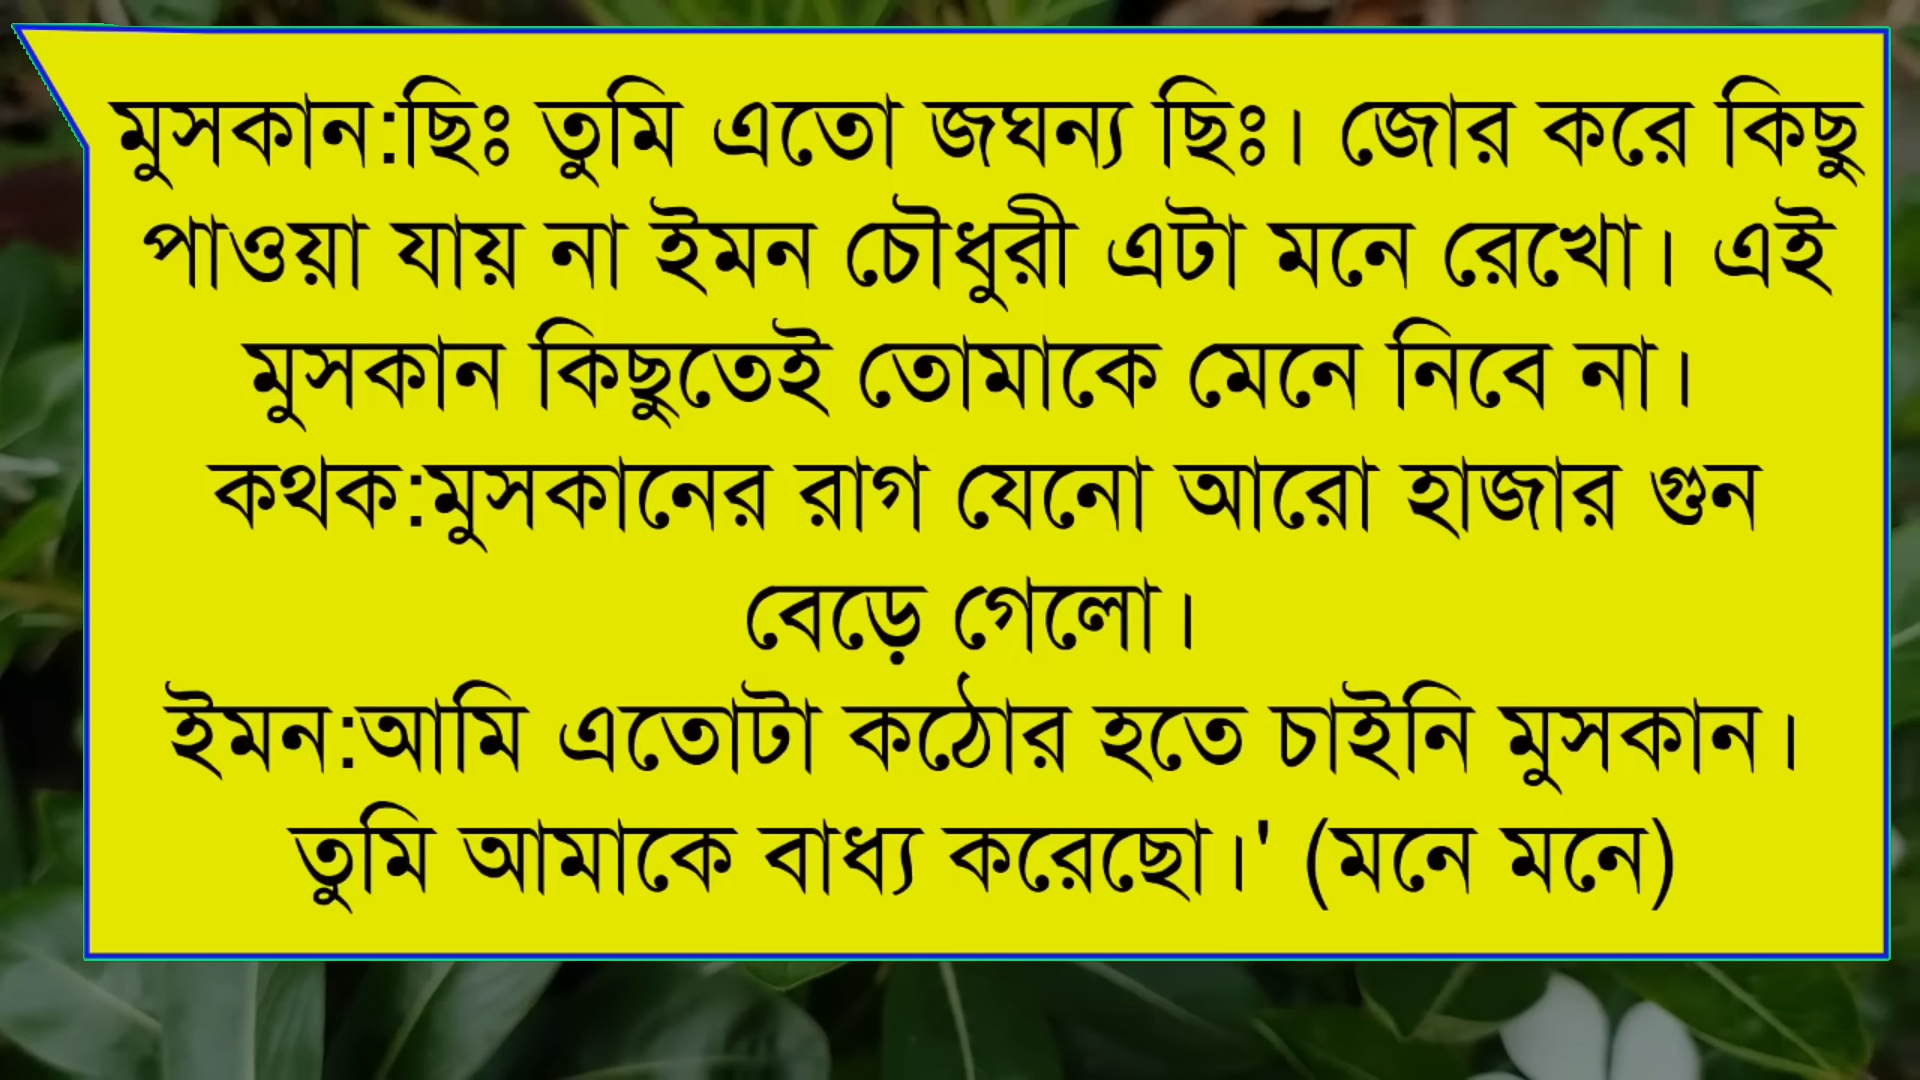 মুসকান:ছিঃ তুমি এতো জঘন্য ছিঃ। জোর করে কিছু
পাওয়া যায় না ইমন চৌধুরী এটা মনে রেখো। এই
মুসকান কিছুতেই তোমাকে মেনে নিবে না।
কথক:মুসকানের রাগ যেনো আরো হাজার গুন
বেড়ে গেলো।
ইমন:আমি এতোটা কঠোর হতে চাইনি মুসকান।
তুমি আমাকে বাধ্য করেছো।' (মনে মনে)